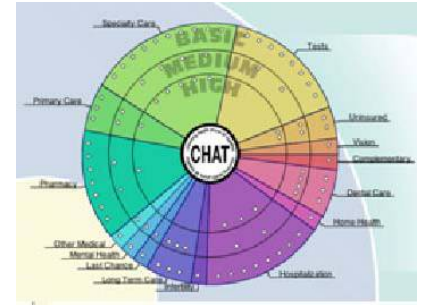 Specialty Care
BASIC
Tests
MEDIUM
HIGH
Primary Care
Uninsured
CHAT
Vision
Complementary
Pharmacy
Dental Care
Home Health
Other Medical
Mental Health
Last Chance
Hospitalization
Long Term Care
Infertility